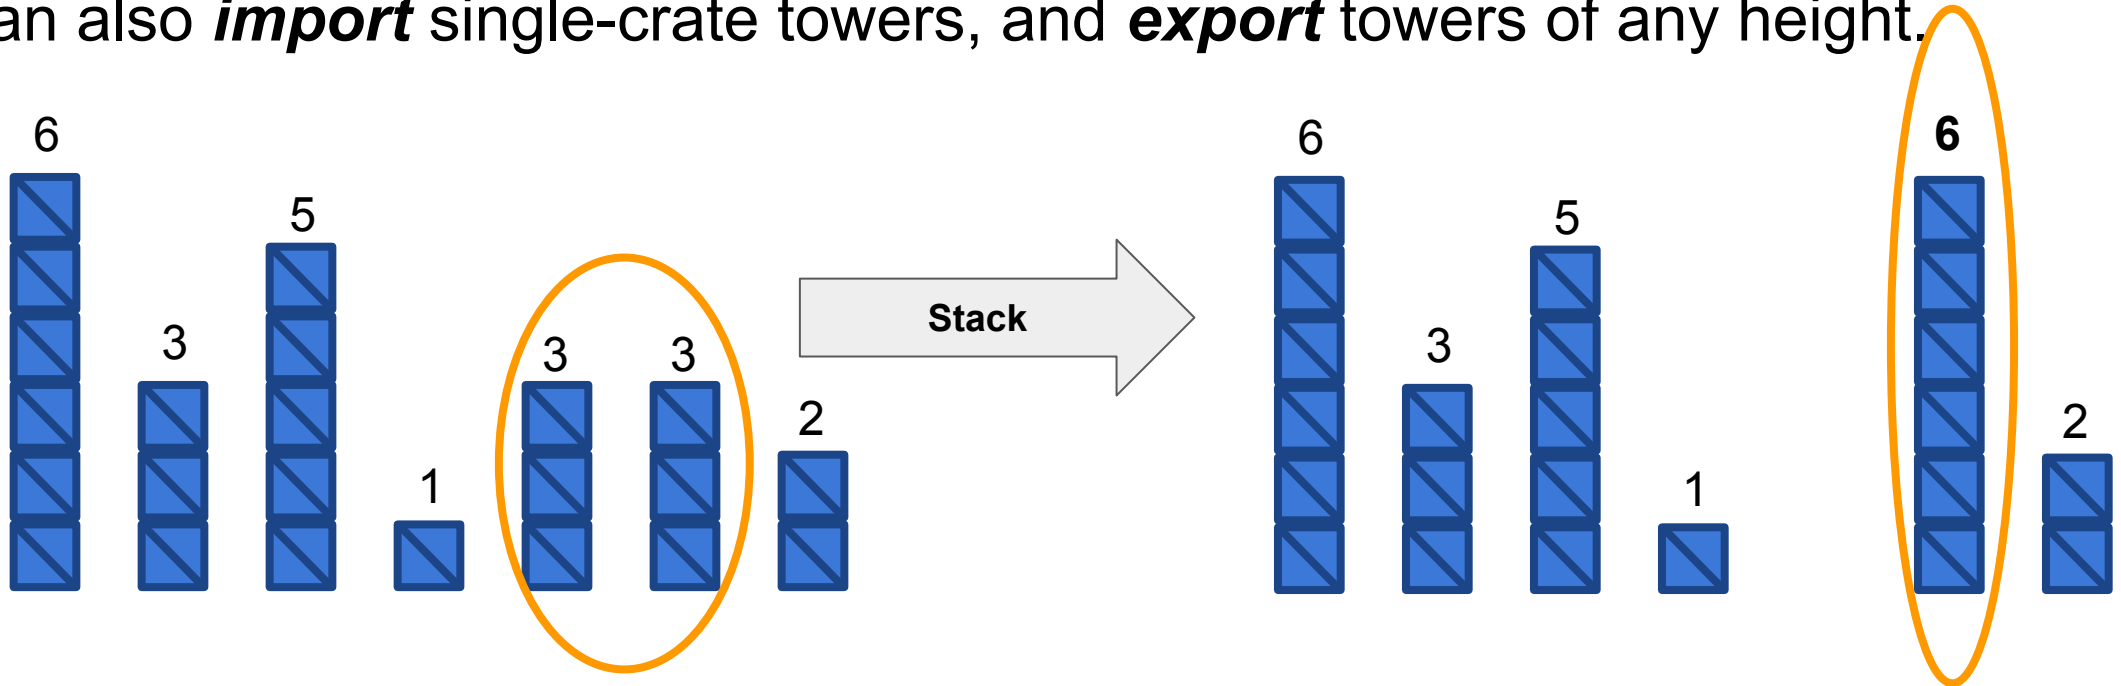 an also import single-crate towers, and export towers of any height.
6 3 5 1 3 3 2
Stack
6 3 5 1 6 2